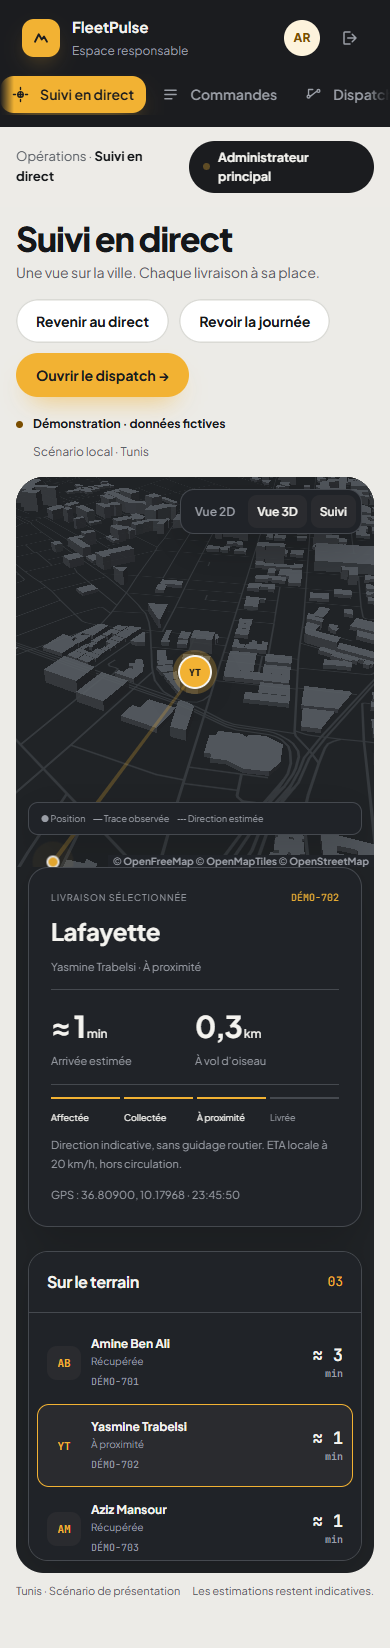 FleetPulse
Espace responsable
AR
Suivi en direct
Commandes
Dispatc
Opérations · Suivi en
direct
Administrateur
principal
Suivi en direct
Une vue sur la ville. Chaque livraison à sa place.
Revenir au direct
Revoir la journée
Ouvrir le dispatch →
Démonstration · données fictives
Scénario local · Tunis
Vue 2D
Vue 3D
Suivi
YT
Position
Trace observée
Direction estimée
© OpenFreeMap © OpenMapTiles © OpenStreetMap
LIVRAISON SÉLECTIONNÉE
DÉMO-702
Lafayette
Yasmine Trabelsi · À proximité
≈ 1 min
0,3 km
Arrivée estimée
À vol d'oiseau
Affectée
Collectée
À proximité
Livrée
Direction indicative, sans guidage routier. ETA locale à
20 km/h, hors circulation.
GPS : 36.80900, 10.17968 · 23:45:50
Sur le terrain
03
AB
Amine Ben Ali
Récupérée
DÉMO-701
≈ 3
min
YT
Yasmine Trabelsi
À proximité
DÉMO-702
≈ 1
min
AM
Aziz Mansour
Récupérée
DÉMO-703
≈ 1
min
Tunis · Scénario de présentation
Les estimations restent indicatives.